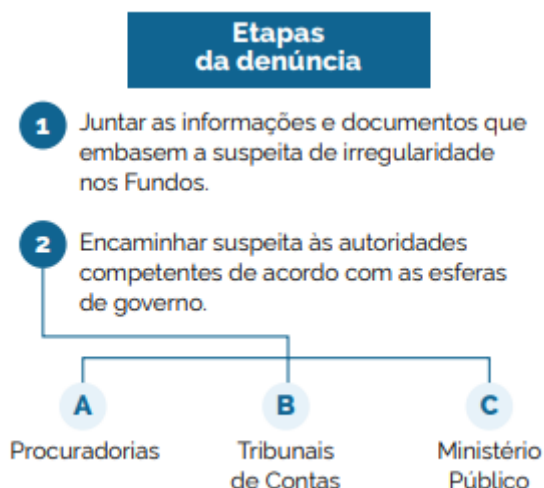 Etapas
da denúncia
1 Juntar as informações e documentos que
embasem a suspeita de irregularidade
nos Fundos.
2 Encaminhar suspeita às autoridades
competentes de acordo com as esferas
de governo.
A B C
Procuradorias Tribunais Ministério
de Contas Público